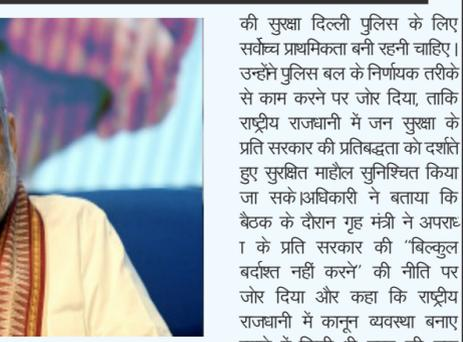 की सुरक्षा दिल्ली पुलिस के लिए
सर्वोच्च प्राथमिकता बनी रहनी चाहिए।
उन्होंने पुलिस बल के निर्णायक तरीके
से काम करने पर जोर दिया, ताकि
राष्ट्रीय राजधानी में जन सुरक्षा के
प्रति सरकार की प्रतिबद्धता को दर्शाते
हुए सुरक्षित माहौल सुनिश्चित किया
जा सके।अधिकारी ने बताया कि
बैठक के दौरान गृह मंत्री ने अपराध
ा के प्रति सरकार की ‘‘बिल्कुल
बर्दाश्त नहीं करने’’ की नीति पर
जोर दिया और कहा कि राष्ट्रीय
राजधानी में कानून व्यवस्था बनाए